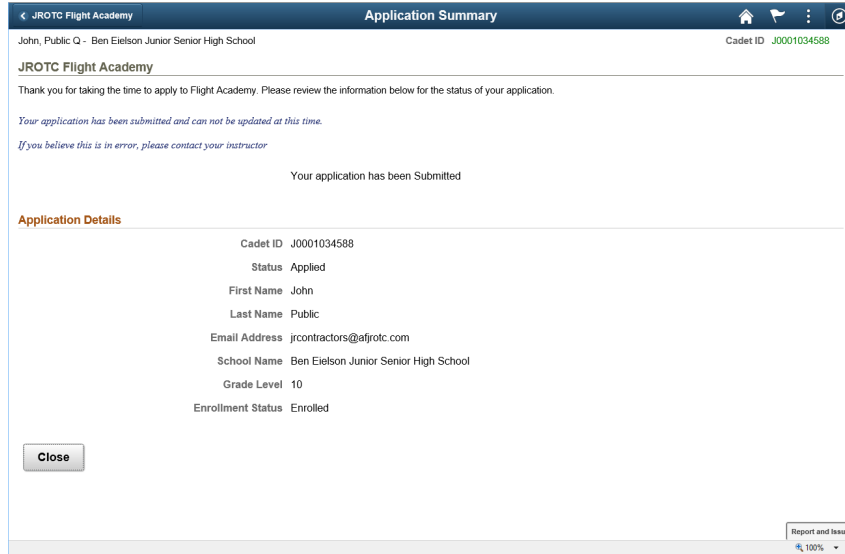 JROTC Flight Academy
Application Summary
John, Public Q - Ben Eielson Junior Senior High School
Cadet ID J0001034588
JROTC Flight Academy
Thank you for taking the time to apply to Flight Academy. Please review the information below for the status of your application.
Your application has been submitted and can not be updated at this time.
If you believe this is in error, please contact your instructor
Your application has been Submitted
Application Details
Cadet ID J0001034588
Status Applied
First Name John
Last Name Public
Email Address jrcontractors@afjrotc.com
School Name Ben Eielson Junior Senior High School
Grade Level 10
Enrollment Status Enrolled
Close
Report and Issu
100%